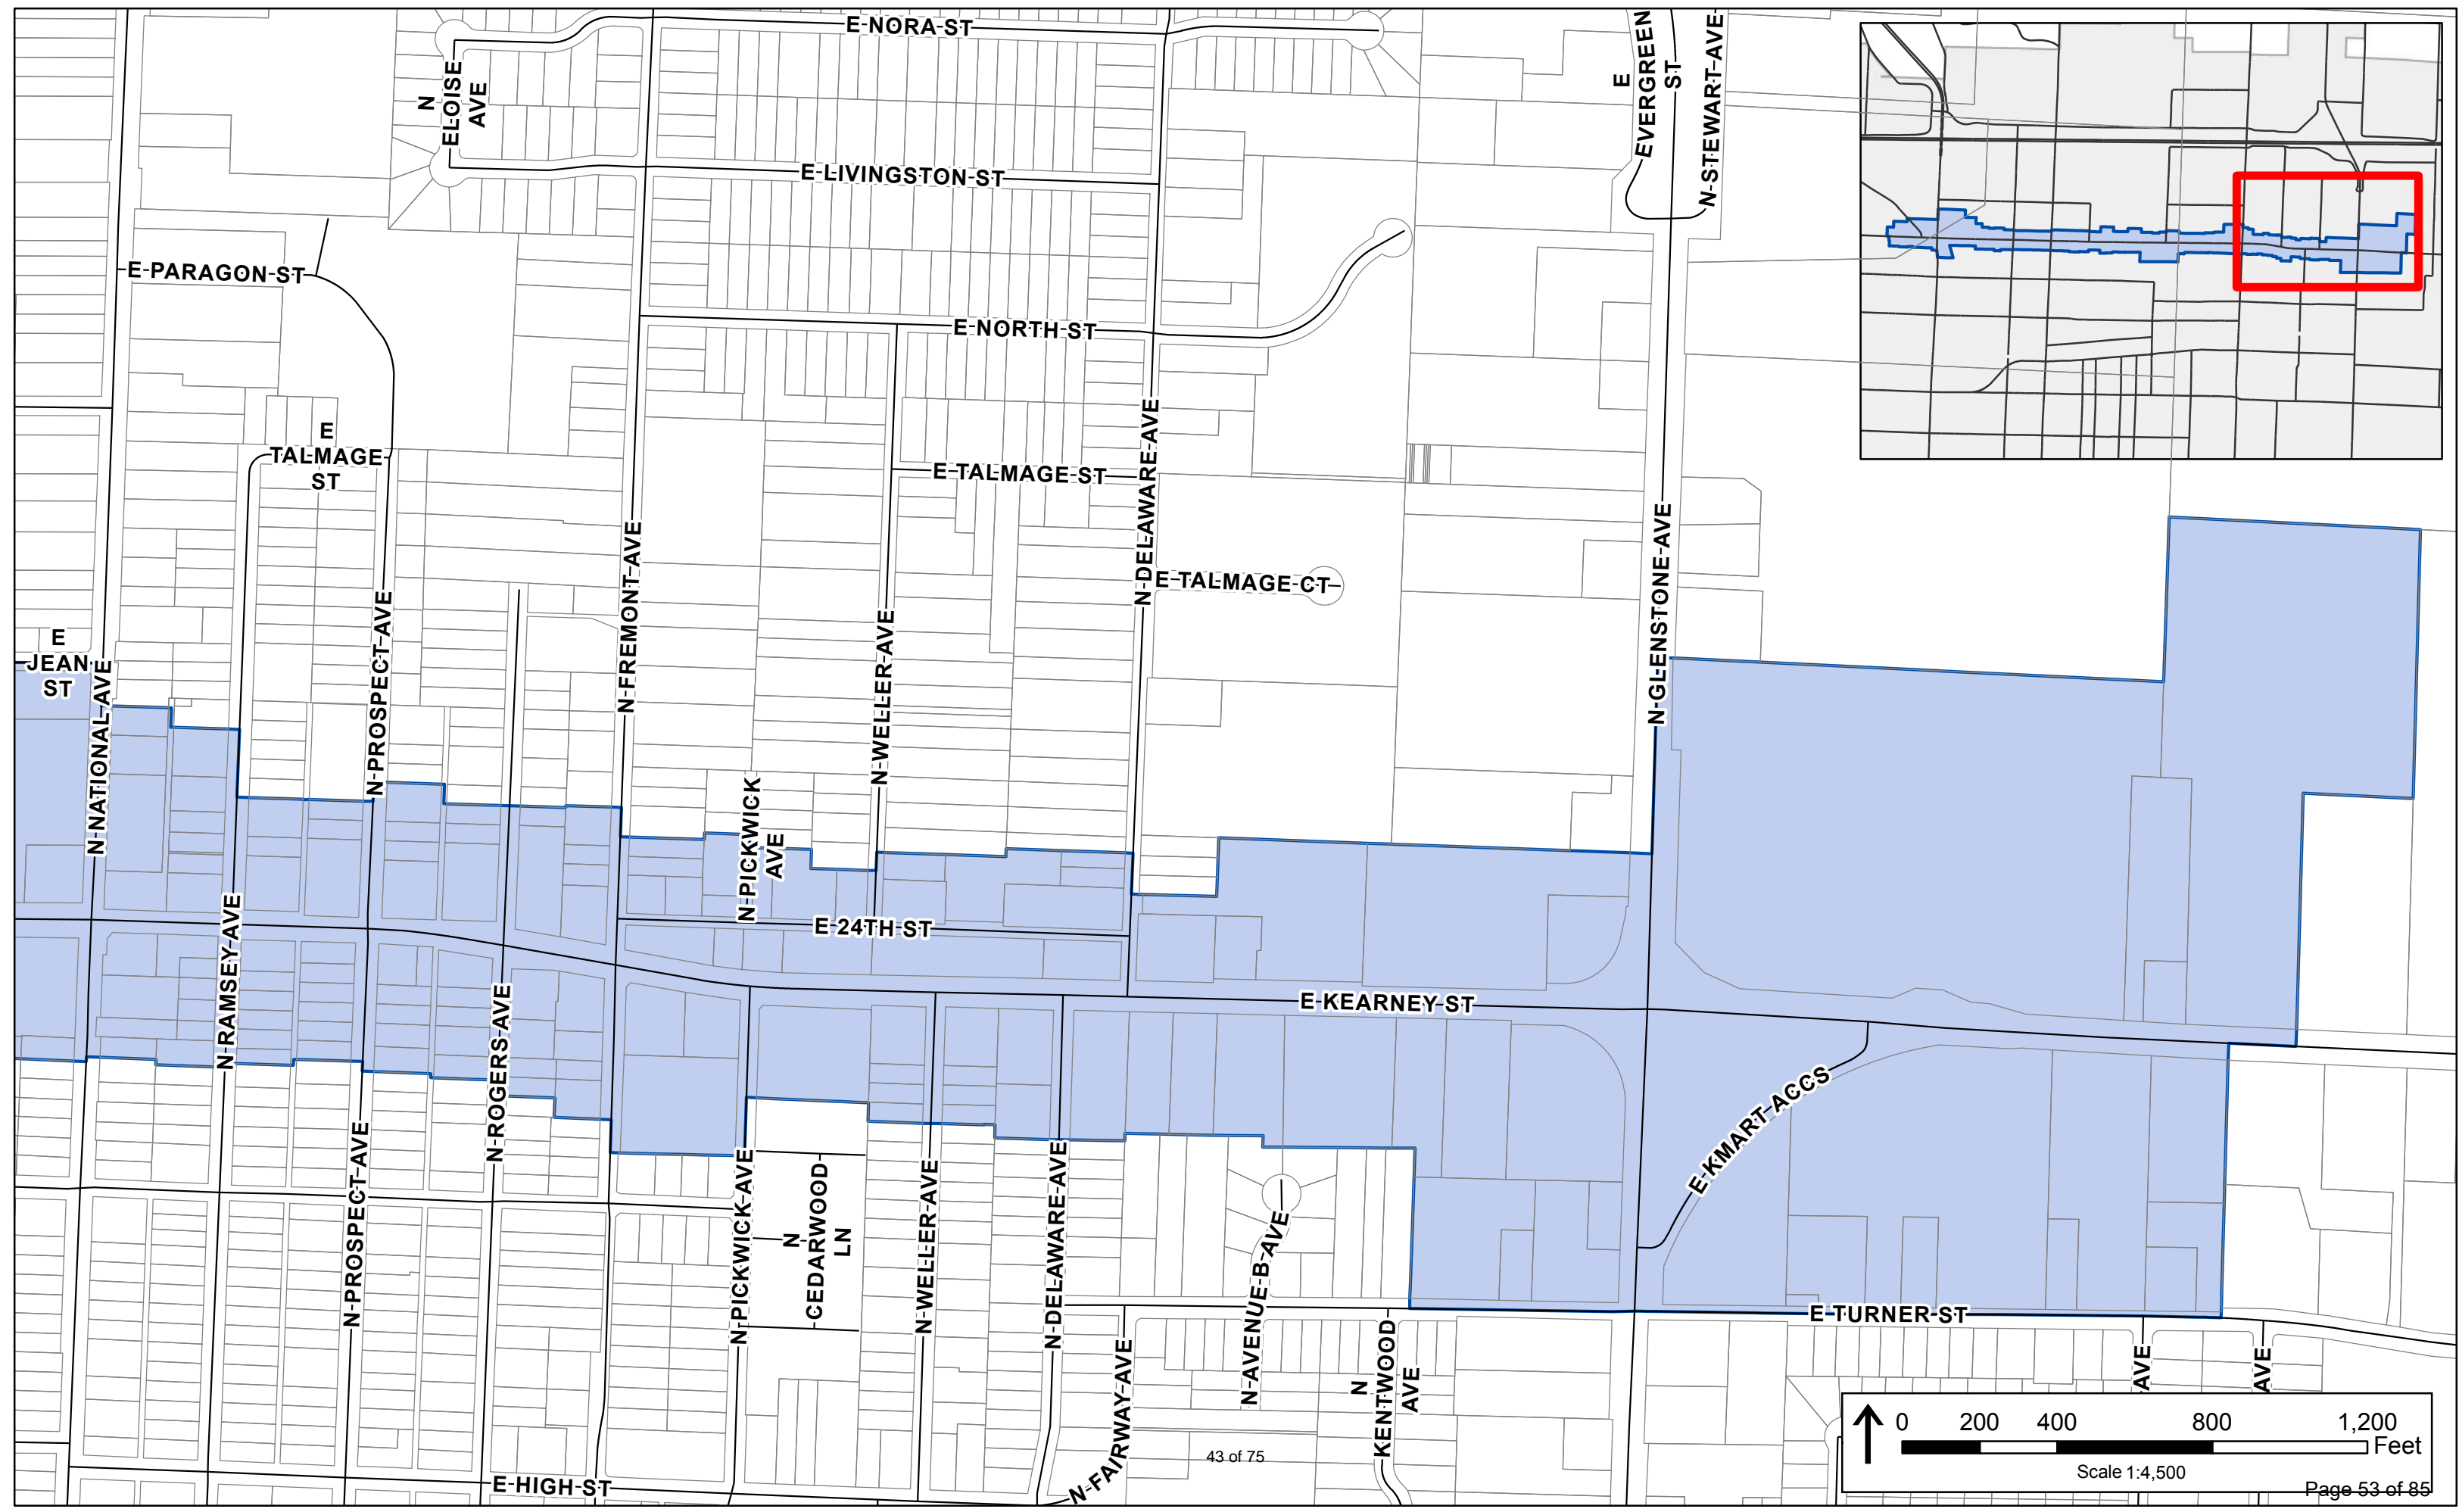 E NORA ST
N
ELOISE
AVE
E
EVERGREEN
ST
N STEWART AVE
E LIVINGSTON ST
E PARAGON ST
E NORTH ST
E
TALMAGE
ST
E TALMAGE ST
N DELAWARE AVE
E TALMAGE CT
N FREMONT AVE
N GLENSTONE AVE
N PROSPECT AVE
N WELLER AVE
E
JEAN
ST
N NATIONAL AVE
N PICKWICK
AVE
N RAMSEY AVE
E 24TH ST
E KEARNEY ST
N ROGERS AVE
E KMART ACCS
N PROSPECT AVE
N PICKWICK AVE
N
CEDARWOOD
LN
N WELLER AVE
N DELAWARE AVE
N AVENUE B AVE
E TURNER ST
N FAIRWAY AVE
N
KENTWOOD
AVE
AVE
AVE
E HIGH ST
43 of 75
0 200 400 800 1,200
Feet
Scale 1:4,500
Page 53 of 85